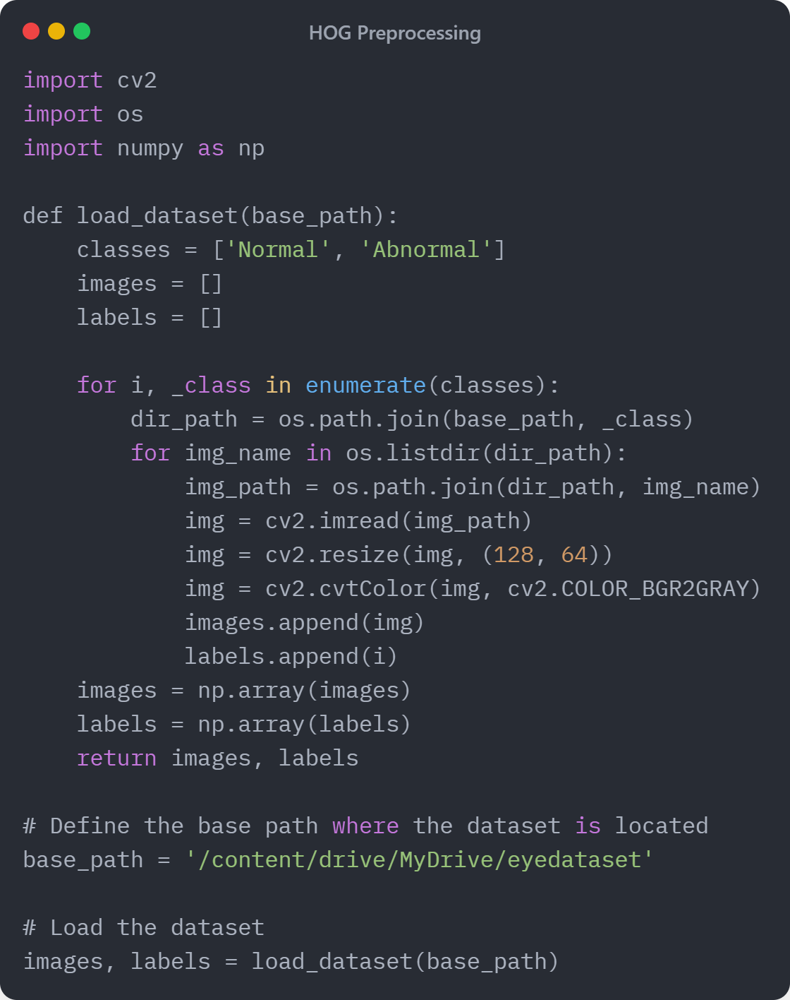 HOG Preprocessing
import cv2
import os
import numpy as np

def load_dataset(base_path):
    classes = ['Normal', 'Abnormal']
    images = []
    labels = []

    for i, _class in enumerate(classes):
        dir_path = os.path.join(base_path, _class)
        for img_name in os.listdir(dir_path):
            img_path = os.path.join(dir_path, img_name)
            img = cv2.imread(img_path)
            img = cv2.resize(img, (128, 64))
            img = cv2.cvtColor(img, cv2.COLOR_BGR2GRAY)
            images.append(img)
            labels.append(i)
    images = np.array(images)
    labels = np.array(labels)
    return images, labels

# Define the base path where the dataset is located
base_path = '/content/drive/MyDrive/eyedataset'

# Load the dataset
images, labels = load_dataset(base_path)